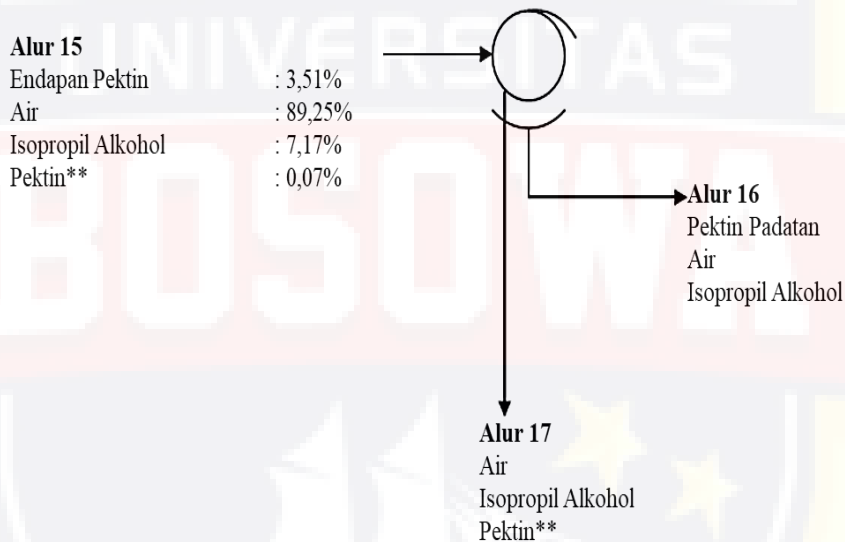 UNIVERSITAS
BOSOWA
Alur 15
Endapan Pektin : 3,51%
Air : 89,25%
Isopropil Alkohol : 7,17%
Pektin** : 0,07%
Alur 16
Pektin Padatan
Air
Isopropil Alkohol
Alur 17
Air
Isopropil Alkohol
Pektin**